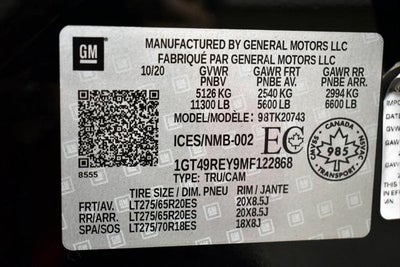 GM
MANUFACTURED BY GENERAL MOTORS LLC
FABRIQUÉ PAR GENERAL MOTORS LLC
10/20 GVWR GAWR FRT GAWR RR
PNBV PNBE AV. PNBE ARR.
5126 KG 2540 KG 2994 KG
11300 LB 5600 LB 6600 LB
MODEL/MODÈLE: 98TK20743
ICES/NMB-002 EC
CANADA 985 TRANSPORT
1GT49REY9MF122868
8555
TYPE: TRU/CAM
TIRE SIZE / DIM. PNEU RIM / JANTE
FRT/AV. LT275/65R20ES 20X8.5J
RR/ARR. LT275/65R20ES 20X8.5J
SPA/SOS LT275/70R18ES 18X8J